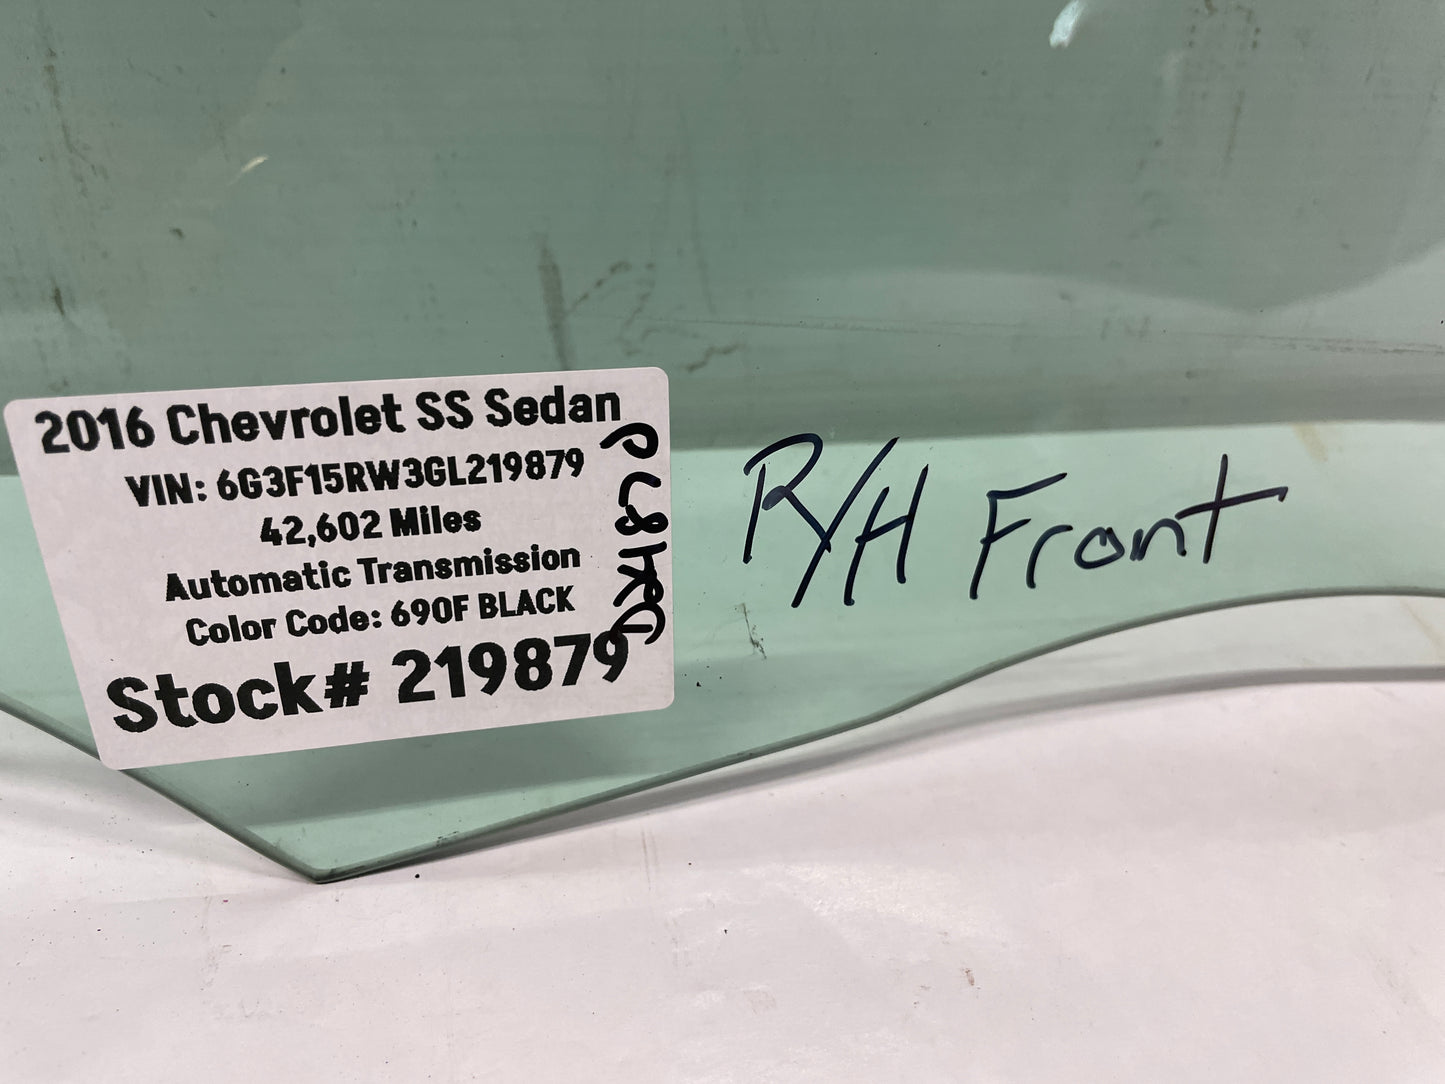 2016 Chevrolet SS Sedan
VIN: 6G3F15RW3GL219879
42,602 Miles
Automatic Transmission
Color Code: 690F BLACK
Stock# 219879
R/H Front